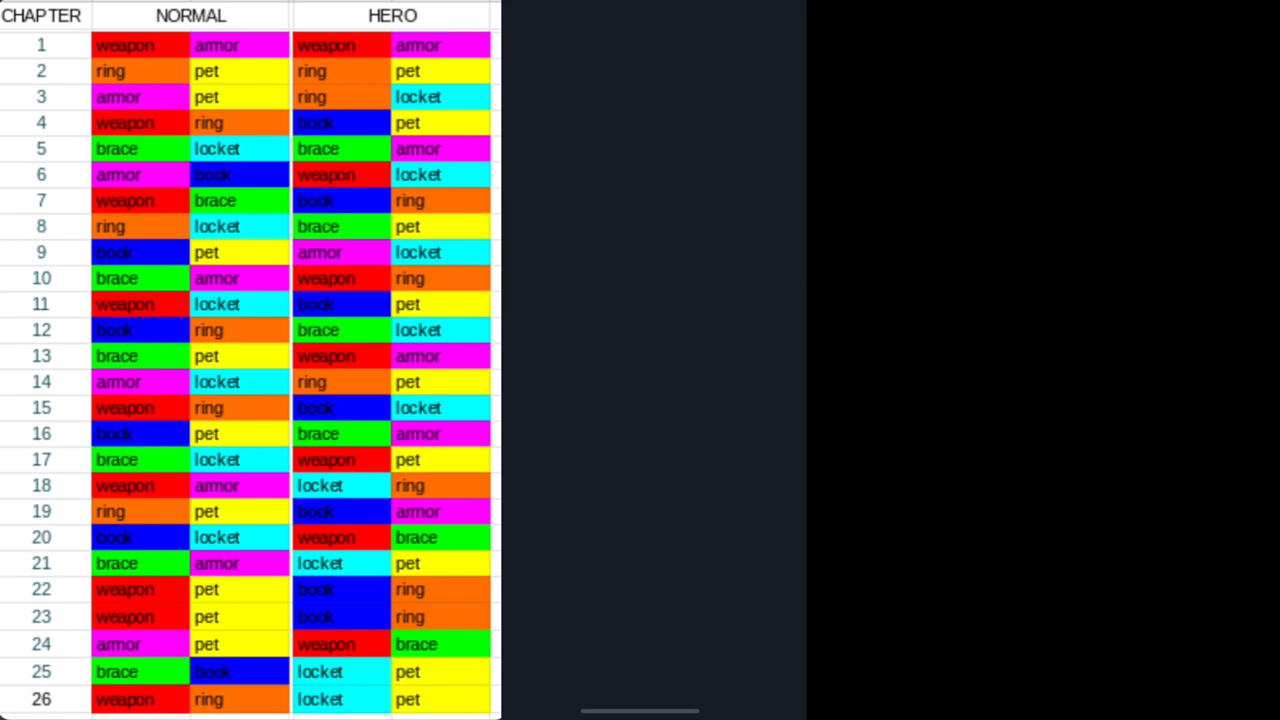 CHAPTER NORMAL HERO
1 weapon armor weapon armor
2 ring pet ring pet
3 armor pet ring locket
4 weapon ring book pet
5 brace locket brace armor
6 armor book weapon locket
7 weapon brace book ring
8 ring locket brace pet
9 book pet armor locket
10 brace armor weapon ring
11 weapon locket book pet
12 book ring brace locket
13 brace pet weapon armor
14 armor locket ring pet
15 weapon ring book locket
16 book pet brace armor
17 brace locket weapon pet
18 weapon armor locket ring
19 ring pet book armor
20 book locket weapon brace
21 brace armor locket pet
22 weapon pet book ring
23 weapon pet book ring
24 armor pet weapon brace
25 brace book locket pet
26 weapon ring locket pet